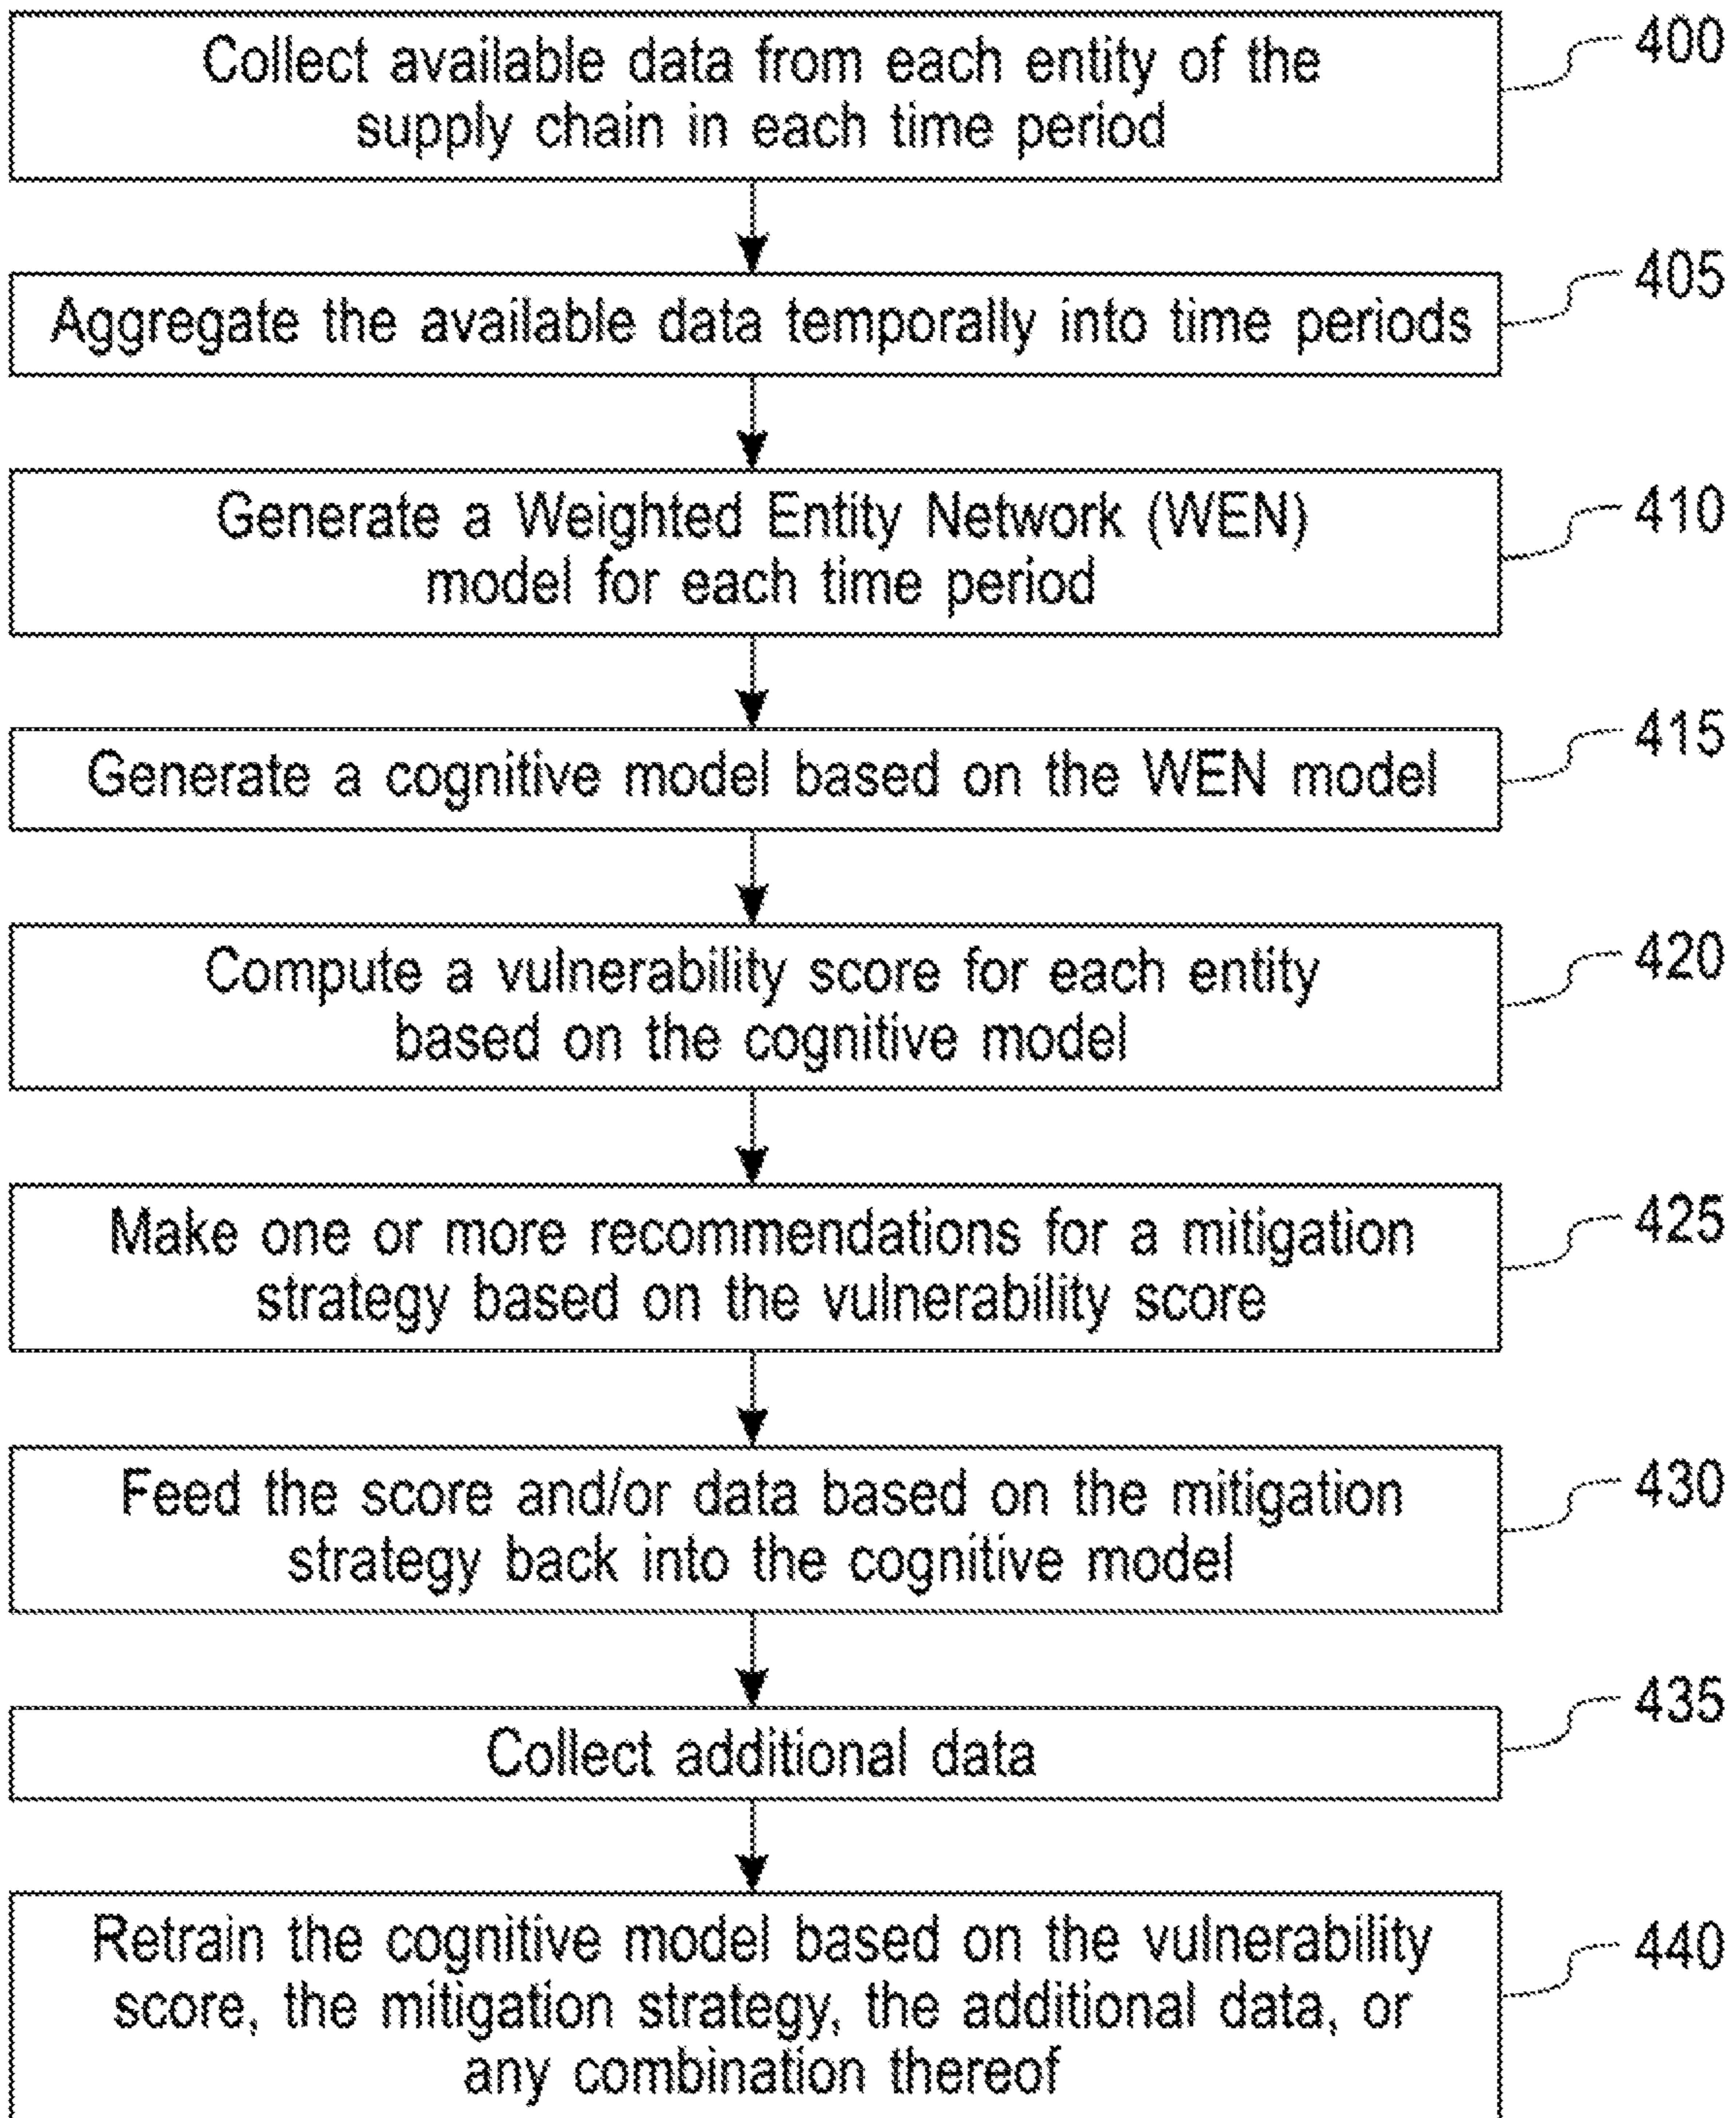 Collect available data from each entity of the
supply chain in each time period
400
Aggregate the available data temporally into time periods
405
Generate a Weighted Entity Network (WEN)
model for each time period
410
Generate a cognitive model based on the WEN model
415
Compute a vulnerability score for each entity
based on the cognitive model
420
Make one or more recommendations for a mitigation
strategy based on the vulnerability score
425
Feed the score and/or data based on the mitigation
strategy back into the cognitive model
430
Collect additional data
435
Retrain the cognitive model based on the vulnerability
score, the mitigation strategy, the additional data, or
any combination thereof
440